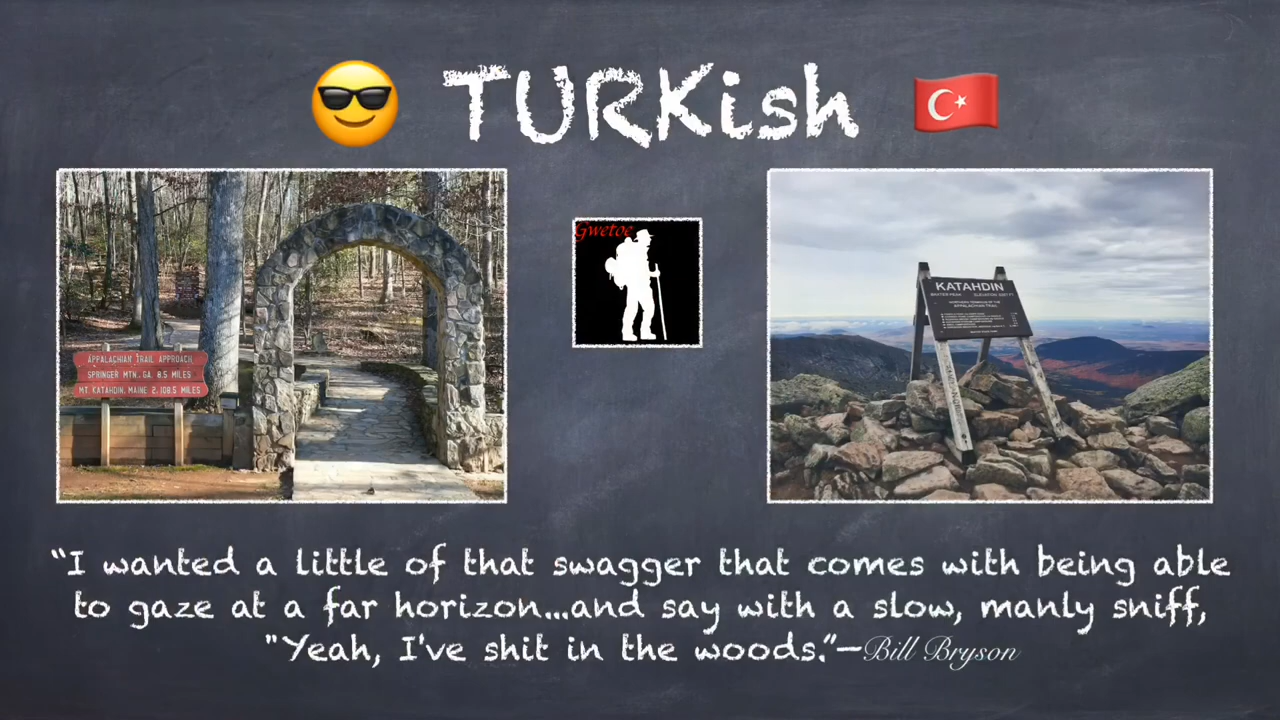 TURKish
APPALACHIAN TRAIL APPROACH
SPRINGER MTN. GA. 8.5 MILES
MT. KATAHDIN, MAINE 2,108.5 MILES
Gwetoe
KATAHDIN
“I wanted a little of that swagger that comes with being able
to gaze at a far horizon...and say with a slow, manly sniff,
"Yeah, I've shit in the woods.”—Bill Bryson